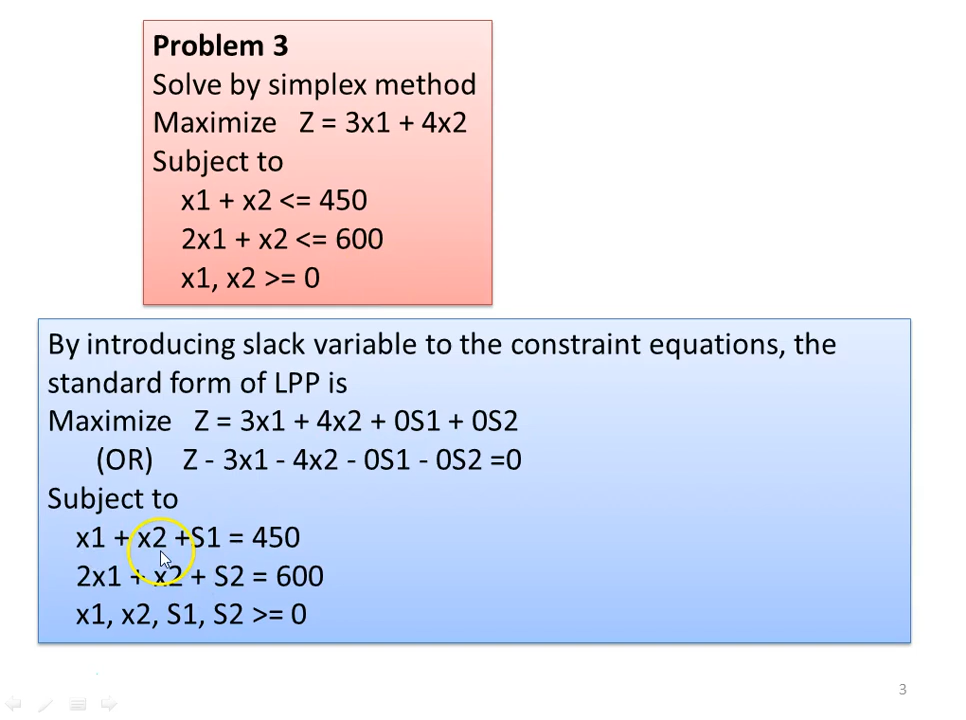 Problem 3
Solve by simplex method
Maximize Z = 3x1 + 4x2
Subject to
x1 + x2 <= 450
2x1 + x2 <= 600
x1, x2 >= 0
By introducing slack variable to the constraint equations, the
standard form of LPP is
Maximize Z = 3x1 + 4x2 + 0S1 + 0S2
(OR) Z - 3x1 - 4x2 - 0S1 - 0S2 =0
Subject to
x1 + x2 +S1 = 450
2x1 + x2 + S2 = 600
x1, x2, S1, S2 >= 0
3